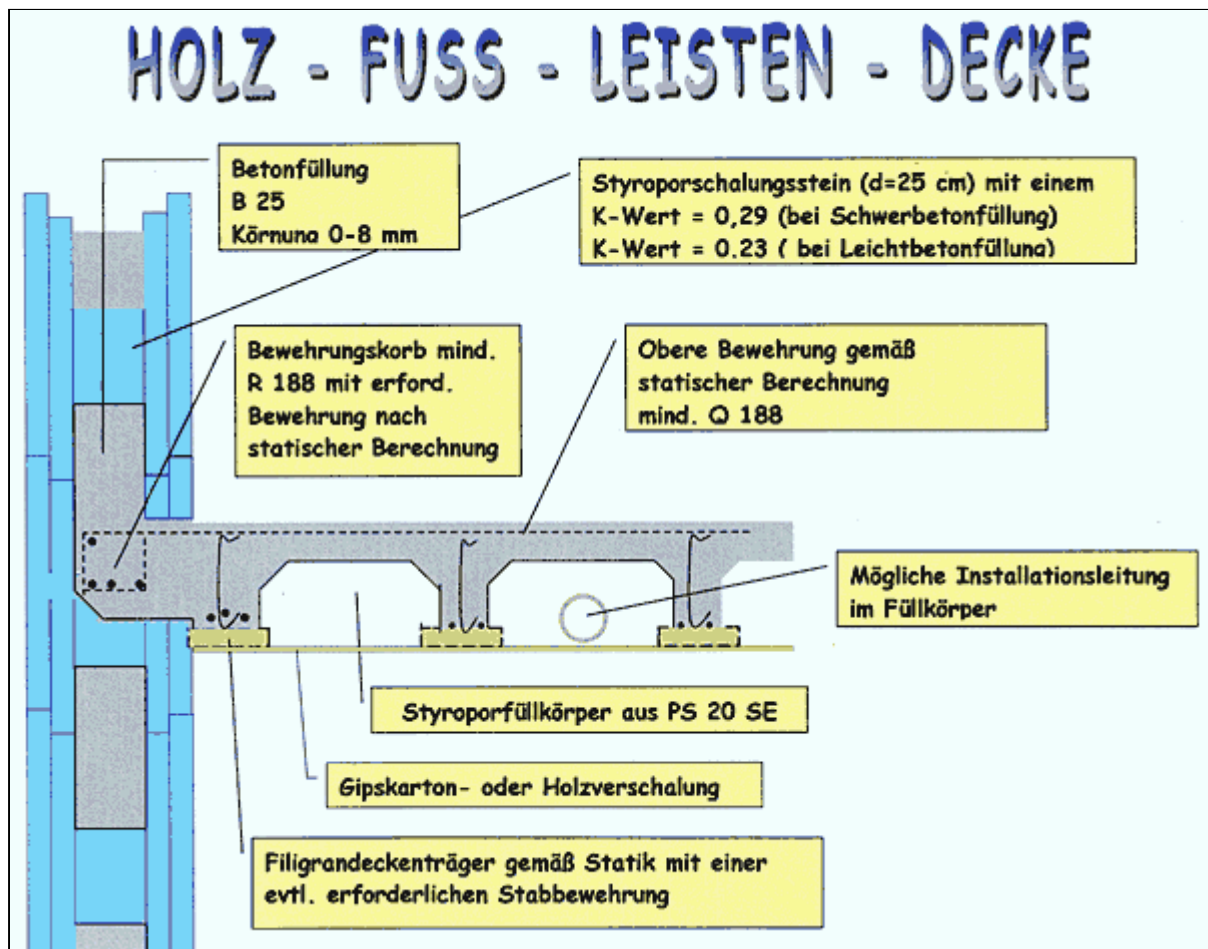 HOLZ - FUSS - LEISTEN - DECKE
Betonfüllung
B 25
Körnuna 0-8 mm
Styroporschalungsstein (d=25 cm) mit einem
K-Wert = 0,29 (bei Schwerbetonfüllung)
K-Wert = 0.23 ( bei Leichtbetonfülluna)
Bewehrungskorb mind.
R 188 mit erford.
Bewehrung nach
statischer Berechnung
Obere Bewehrung gemäß
statischer Berechnung
mind. Q 188
Mögliche Installationsleitung
im Füllkörper
Styroporfüllkörper aus PS 20 SE
Gipskarton- oder Holzverschalung
Filigrandeckenträger gemäß Statik mit einer
evtl. erforderlichen Stabbewehrung